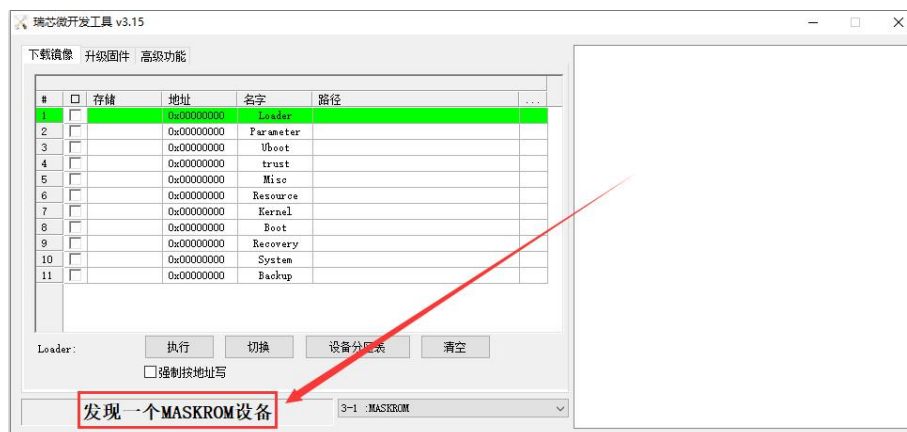 瑞芯微开发工具 v3.15
下载镜像 升级固件 高级功能
# 存储 地址 名字 路径 ...
1 0x00000000 Loader
2 0x00000000 Parameter
3 0x00000000 Uboot
4 0x00000000 trust
5 0x00000000 Misc
6 0x00000000 Resource
7 0x00000000 Kernel
8 0x00000000 Boot
9 0x00000000 Recovery
10 0x00000000 System
11 0x00000000 Backup
Loader: 执行 切换 设备分区表 清空
强制按地址写
发现一个MASKROM设备 3-1 :MASKROM